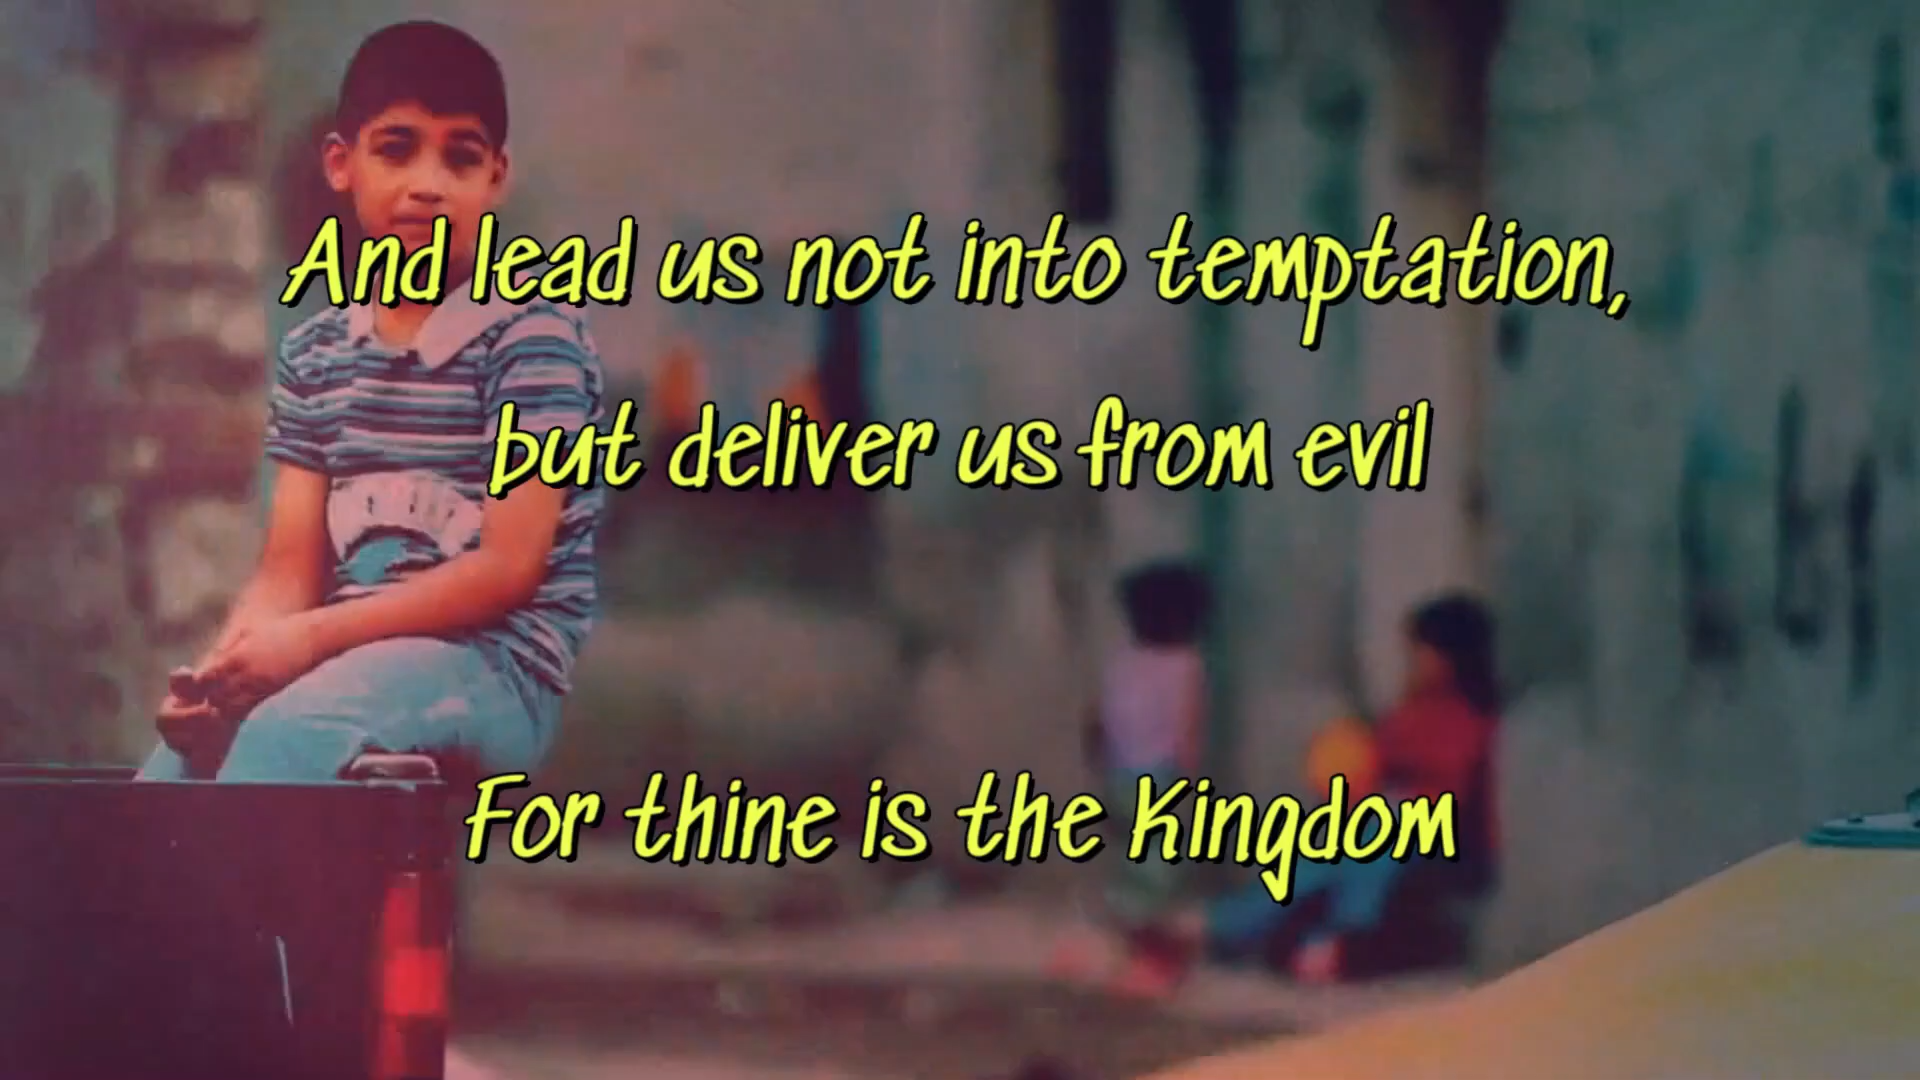 And lead us not into temptation,
but deliver us from evil
For thine is the Kingdom